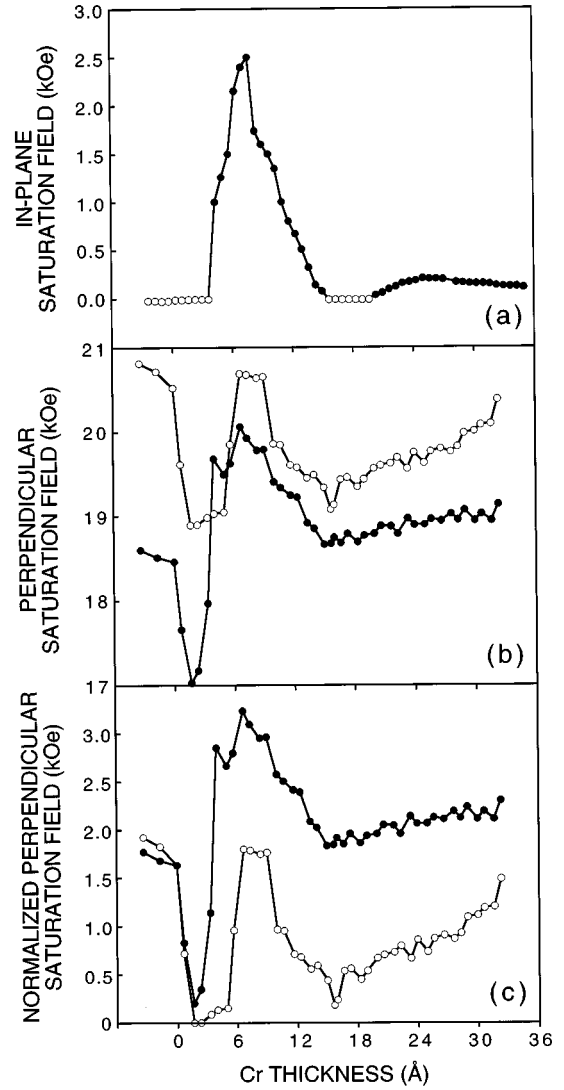 3.0
2.5
2.0
1.5
1.0
0.5
0.0
IN-PLANE
SATURATION FIELD (kOe)
(a)
21
20
19
18
17
PERPENDICULAR
SATURATION FIELD (kOe)
(b)
3.0
2.5
2.0
1.5
1.0
0.5
0
NORMALIZED PERPENDICULAR
SATURATION FIELD (kOe)
(c)
0 6 12 18 24 30 36
Cr THICKNESS (Å)